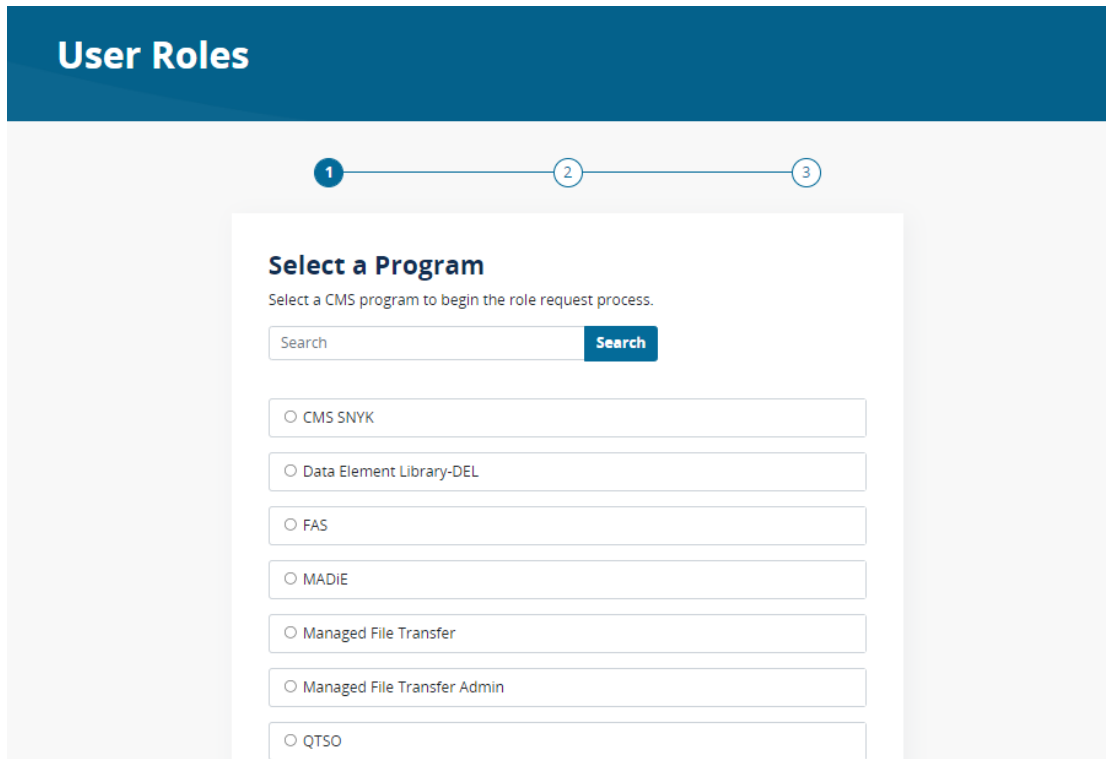 User Roles
1 2 3
Select a Program
Select a CMS program to begin the role request process.
Search Search
CMS SNYK
Data Element Library-DEL
FAS
MADiE
Managed File Transfer
Managed File Transfer Admin
QTSO